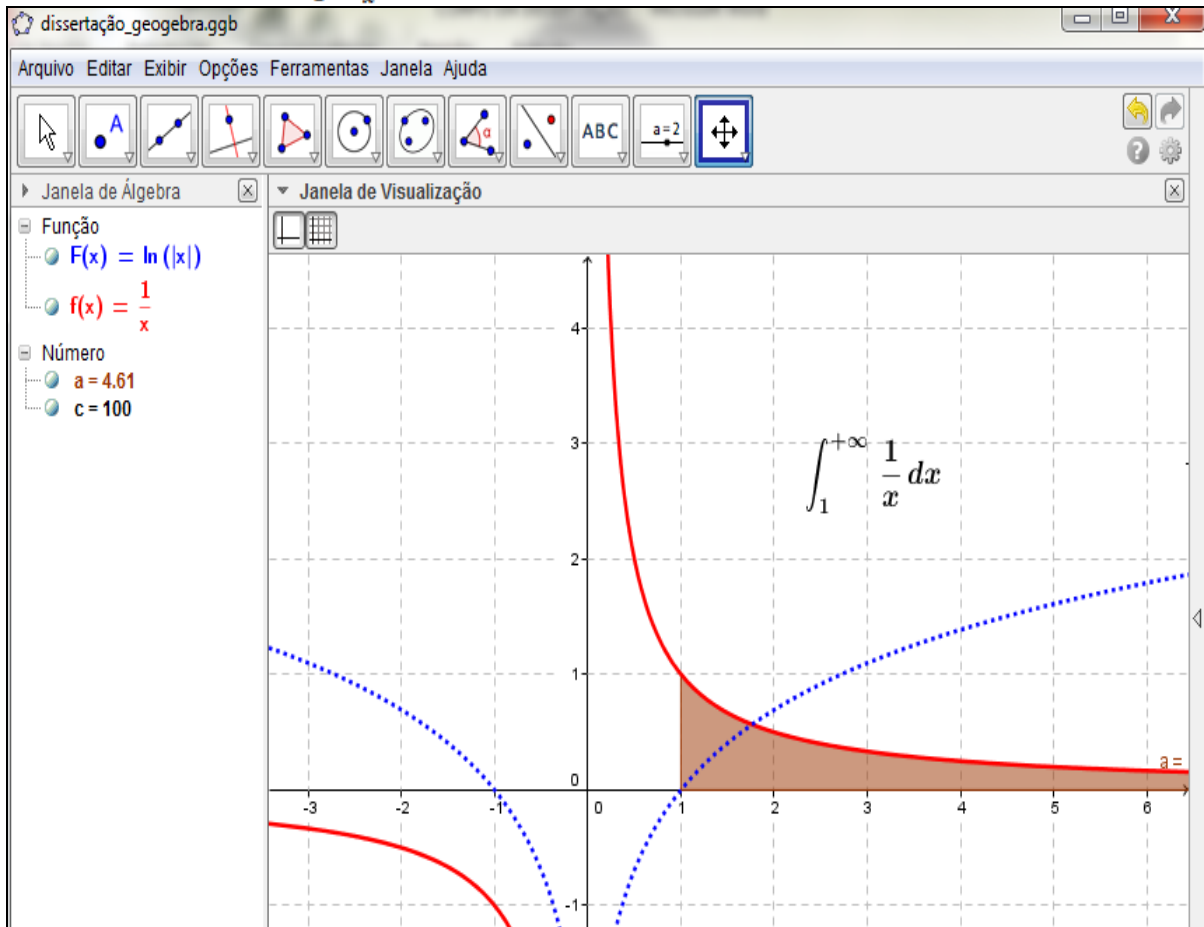 dissertação_geogebra.ggb
Arquivo Editar Exibir Opções Ferramentas Janela Ajuda
A
α
ABC
a=2
Janela de Álgebra
Janela de Visualização
Função
F(x) = ln (|x|)
f(x) = 1/x
Número
a = 4.61
c = 100
4
3
2
1
0
-1
∫₁^{+∞} 1/x dx
a =
-3 -2 -1 0 1 2 3 4 5 6